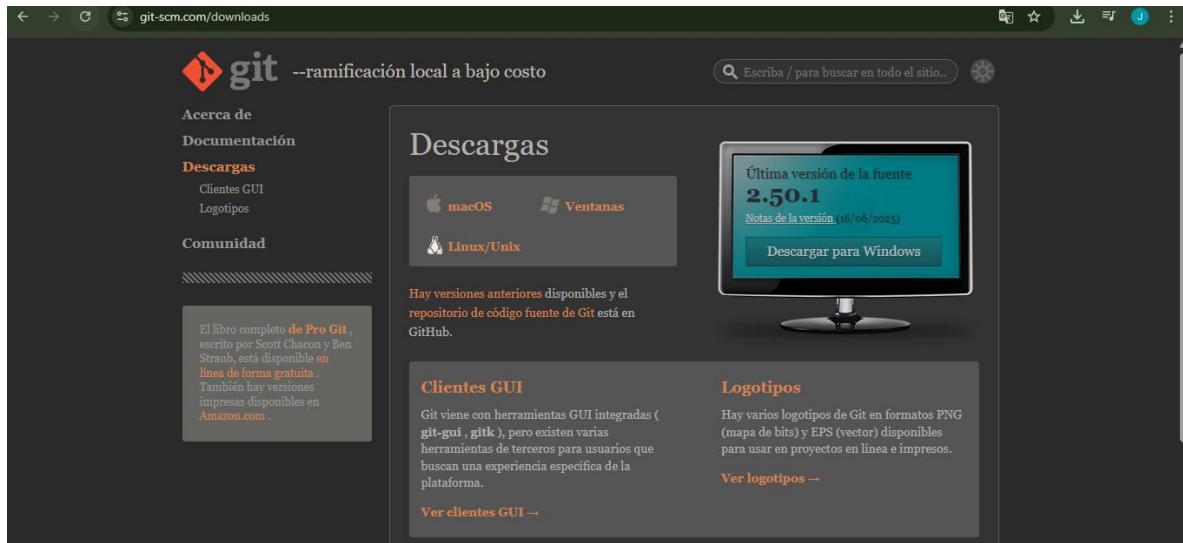 git-scm.com/downloads
J
git --ramificación local a bajo costo
Escriba / para buscar en todo el sitio..
Acerca de
Documentación
Descargas
Clientes GUI
Logotipos
Comunidad
El libro completo de Pro Git ,
escrito por Scott Chacon y Ben
Straub, está disponible en
línea de forma gratuita .
También hay versiones
impresas disponibles en
Amazon.com .
Descargas
macOS
Ventanas
Linux/Unix
Hay versiones anteriores disponibles y el
repositorio de código fuente de Git está en
GitHub.
Última versión de la fuente
2.50.1
Notas de la versión (16/06/2025)
Descargar para Windows
Clientes GUI
Git viene con herramientas GUI integradas (
git-gui , gitk ), pero existen varias
herramientas de terceros para usuarios que
buscan una experiencia específica de la
plataforma.
Ver clientes GUI →
Logotipos
Hay varios logotipos de Git en formatos PNG
(mapa de bits) y EPS (vector) disponibles
para usar en proyectos en línea e impresos.
Ver logotipos →